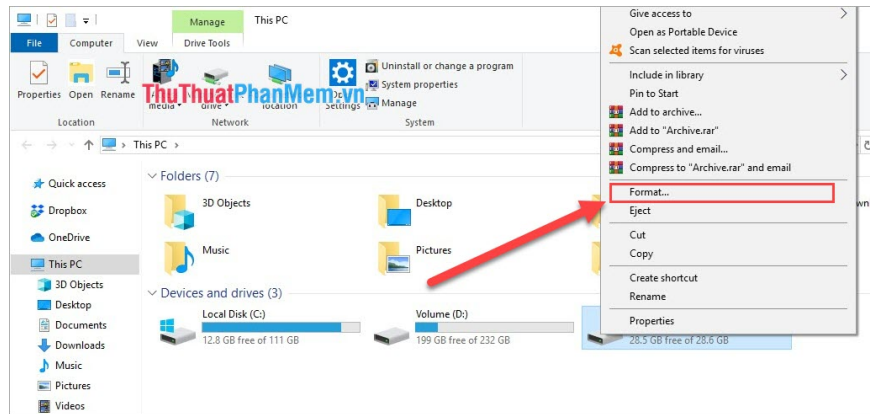 Manage
This PC
File
Computer
View
Drive Tools
Properties
Open
Rename
media
drive
location
Settings
Uninstall or change a program
System properties
Manage
Location
Network
System
ThuThuatPhanMem.vn
This PC
Quick access
Dropbox
OneDrive
This PC
3D Objects
Desktop
Documents
Downloads
Music
Pictures
Videos
Folders (7)
3D Objects
Desktop
Music
Pictures
Devices and drives (3)
Local Disk (C:)
12.8 GB free of 111 GB
Volume (D:)
199 GB free of 232 GB
28.5 GB free of 28.6 GB
Give access to
Open as Portable Device
Scan selected items for viruses
Include in library
Pin to Start
Add to archive...
Add to "Archive.rar"
Compress and email...
Compress to "Archive.rar" and email
Format...
Eject
Cut
Copy
Create shortcut
Rename
Properties